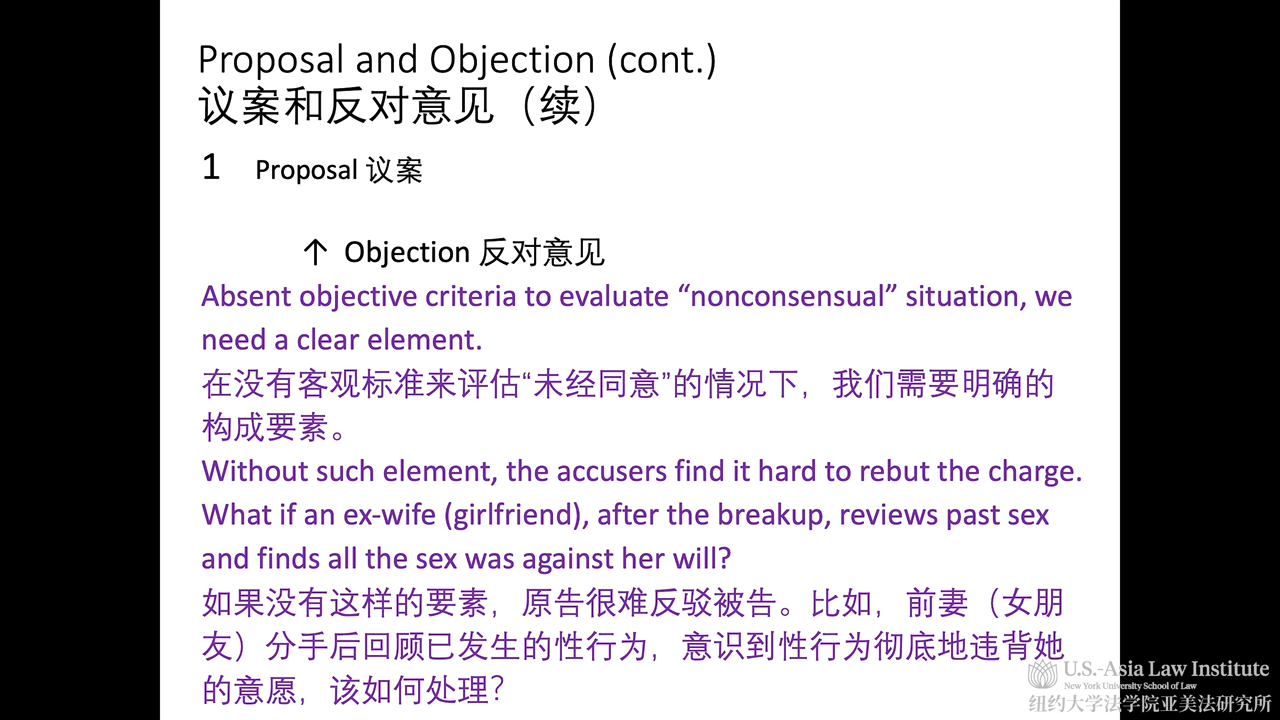 Proposal and Objection (cont.)
议案和反对意见（续）
1 Proposal 议案
↑ Objection 反对意见
Absent objective criteria to evaluate “nonconsensual” situation, we
need a clear element.
在没有客观标准来评估“未经同意”的情况下，我们需要明确的
构成要素。
Without such element, the accusers find it hard to rebut the charge.
What if an ex-wife (girlfriend), after the breakup, reviews past sex
and finds all the sex was against her will?
如果没有这样的要素，原告很难反驳被告。比如，前妻（女朋
友）分手后回顾已发生的性行为，意识到性行为彻底地违背她
的意愿，该如何处理？
U.S.-Asia Law Institute
New York University School of Law
纽约大学法学院亚美法研究所